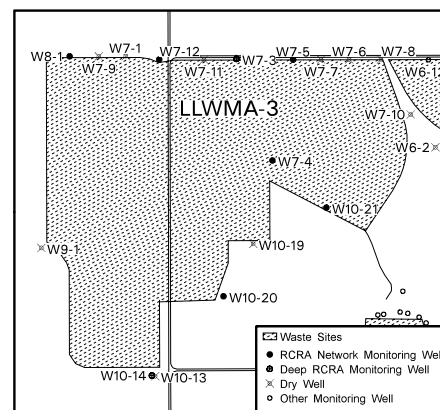 W8-1
W7-9
W7-1
W7-12
W7-11
W7-3
W7-5
W7-7
W7-6
W7-8
LLWMA-3
W7-10
W6-2
W7-4
W10-21
W10-19
W9-1
W10-20
W10-14
W10-13
Waste Sites
RCRA Network Monitoring
Deep RCRA Monitoring Well
Dry Well
Other Monitoring Well